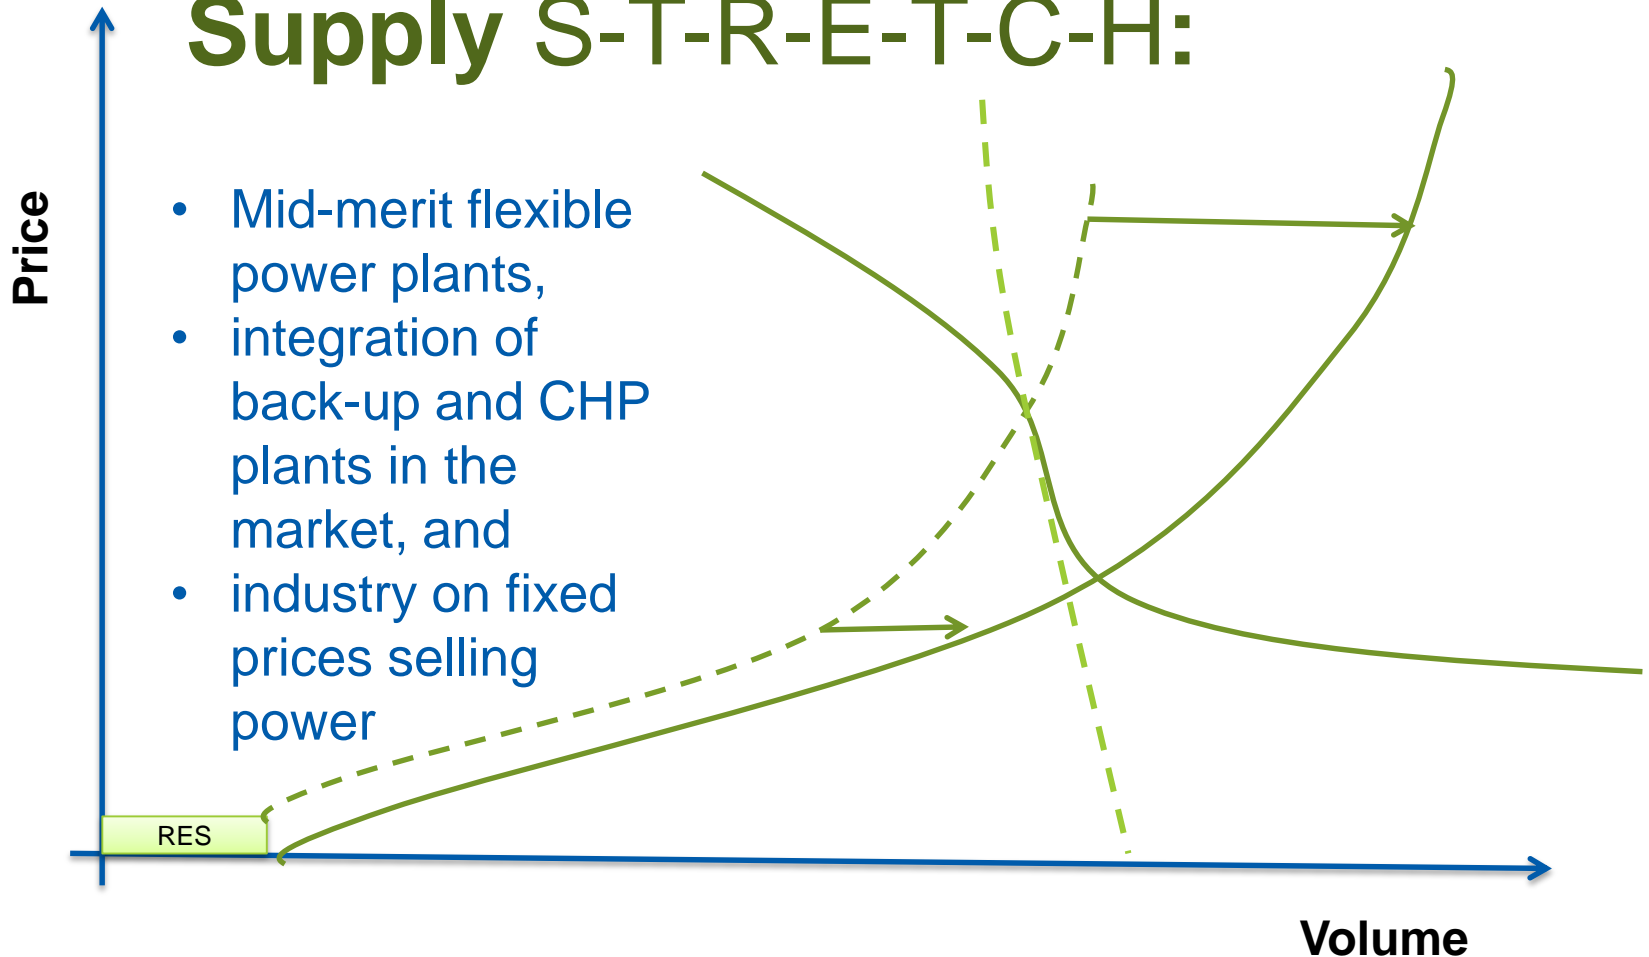 Supply S-T-R-E-T-C-H:
Price
• Mid-merit flexible
power plants,
• integration of
back-up and CHP
plants in the
market, and
• industry on fixed
prices selling
power
RES
Volume